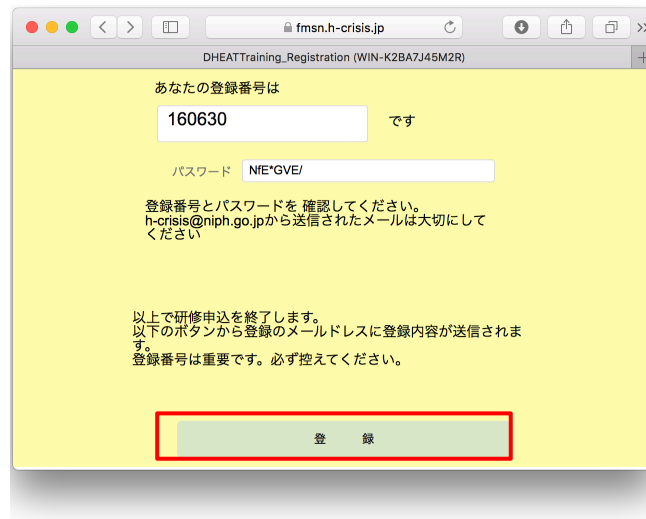 fmsn.h-crisis.jp
DHEATTraining_Registration (WIN-K2BA7J45M2R)
あなたの登録番号は
160630 です
パスワード NfE*GVE/
登録番号とパスワードを 確認してください。
h-crisis@niph.go.jpから送信されたメールは大切にして
ください
以上で研修申込を終了します。
以下のボタンから登録のメールドレスに登録内容が送信されま
す。
登録番号は重要です。必ず控えてください。
登 録